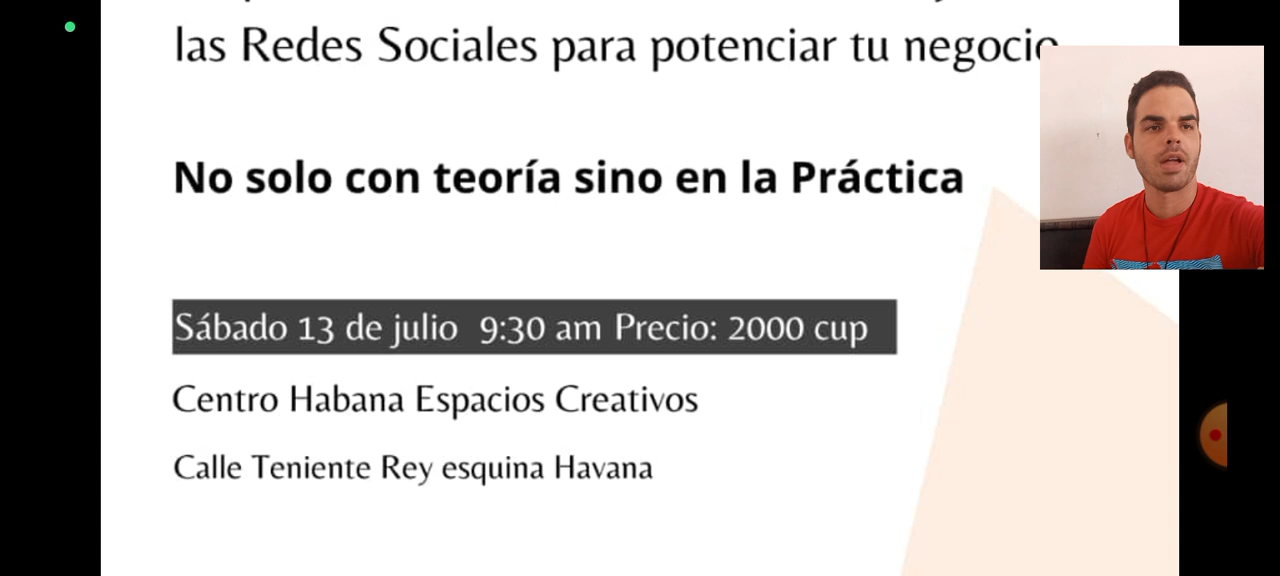 las Redes Sociales para potenciar tu negocio
No solo con teoría sino en la Práctica
Sábado 13 de julio 9:30 am Precio: 2000 cup
Centro Habana Espacios Creativos
Calle Teniente Rey esquina Havana